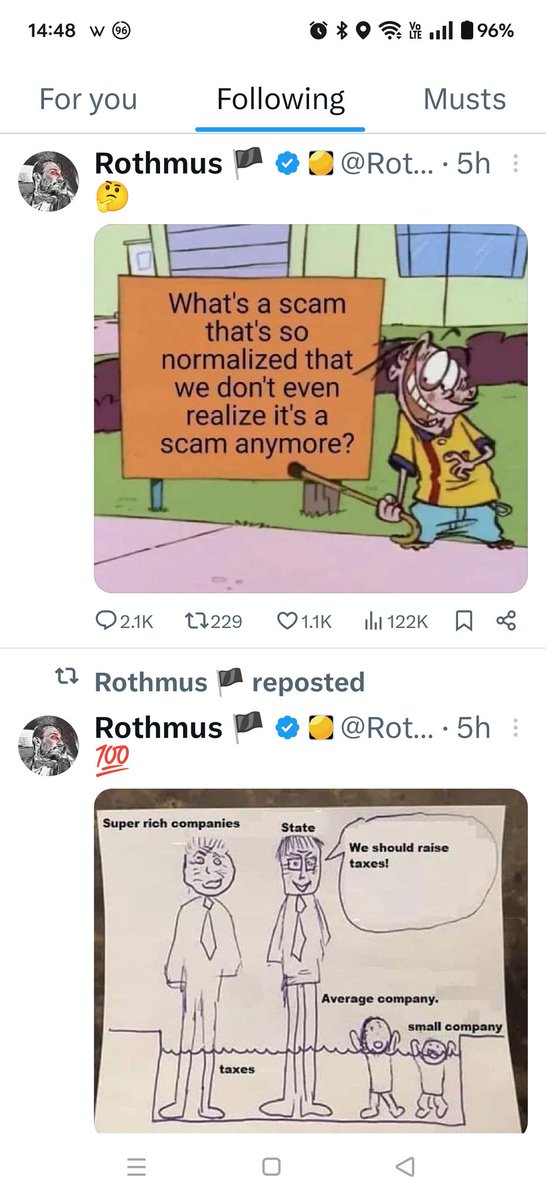 14:48 W 96 Vo LTE 96%
For you Following Musts
Rothmus 🏴 @Rot... · 5h
🤔
What's a scam
that's so
normalized that
we don't even
realize it's a
scam anymore?
2.1K 229 1.1K 122K
Rothmus 🏴 reposted
Rothmus 🏴 @Rot... · 5h
💯
Super rich companies
State
We should raise
taxes!
Average company.
small company
taxes